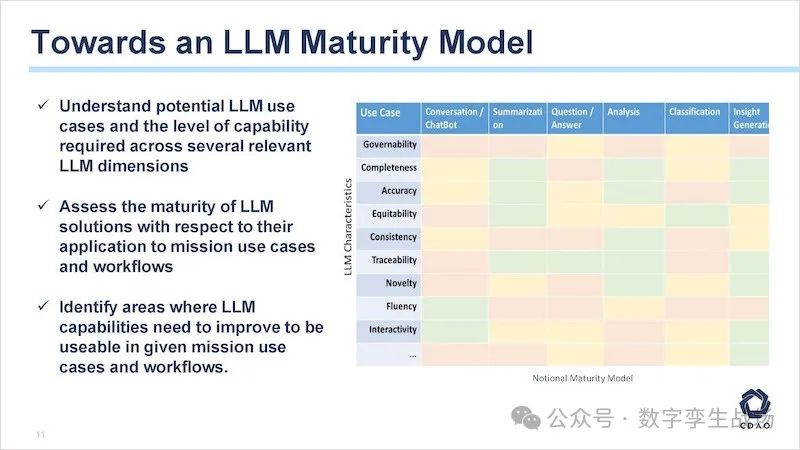 Towards an LLM Maturity Model
✓ Understand potential LLM use
cases and the level of capability
required across several relevant
LLM dimensions
✓ Assess the maturity of LLM
solutions with respect to their
application to mission use cases
and workflows
✓ Identify areas where LLM
capabilities need to improve to be
useable in given mission use
cases and workflows.
LLM Characteristics
Use Case
Conversation /
ChatBot
Summarizati
on
Question /
Answer
Analysis
Classification
Insight
Generatio
Governability
Completeness
Accuracy
Equitability
Consistency
Traceability
Novelty
Fluency
Interactivity
...
Notional Maturity Model
CDAO
公众号 · 数字孪生战场
11